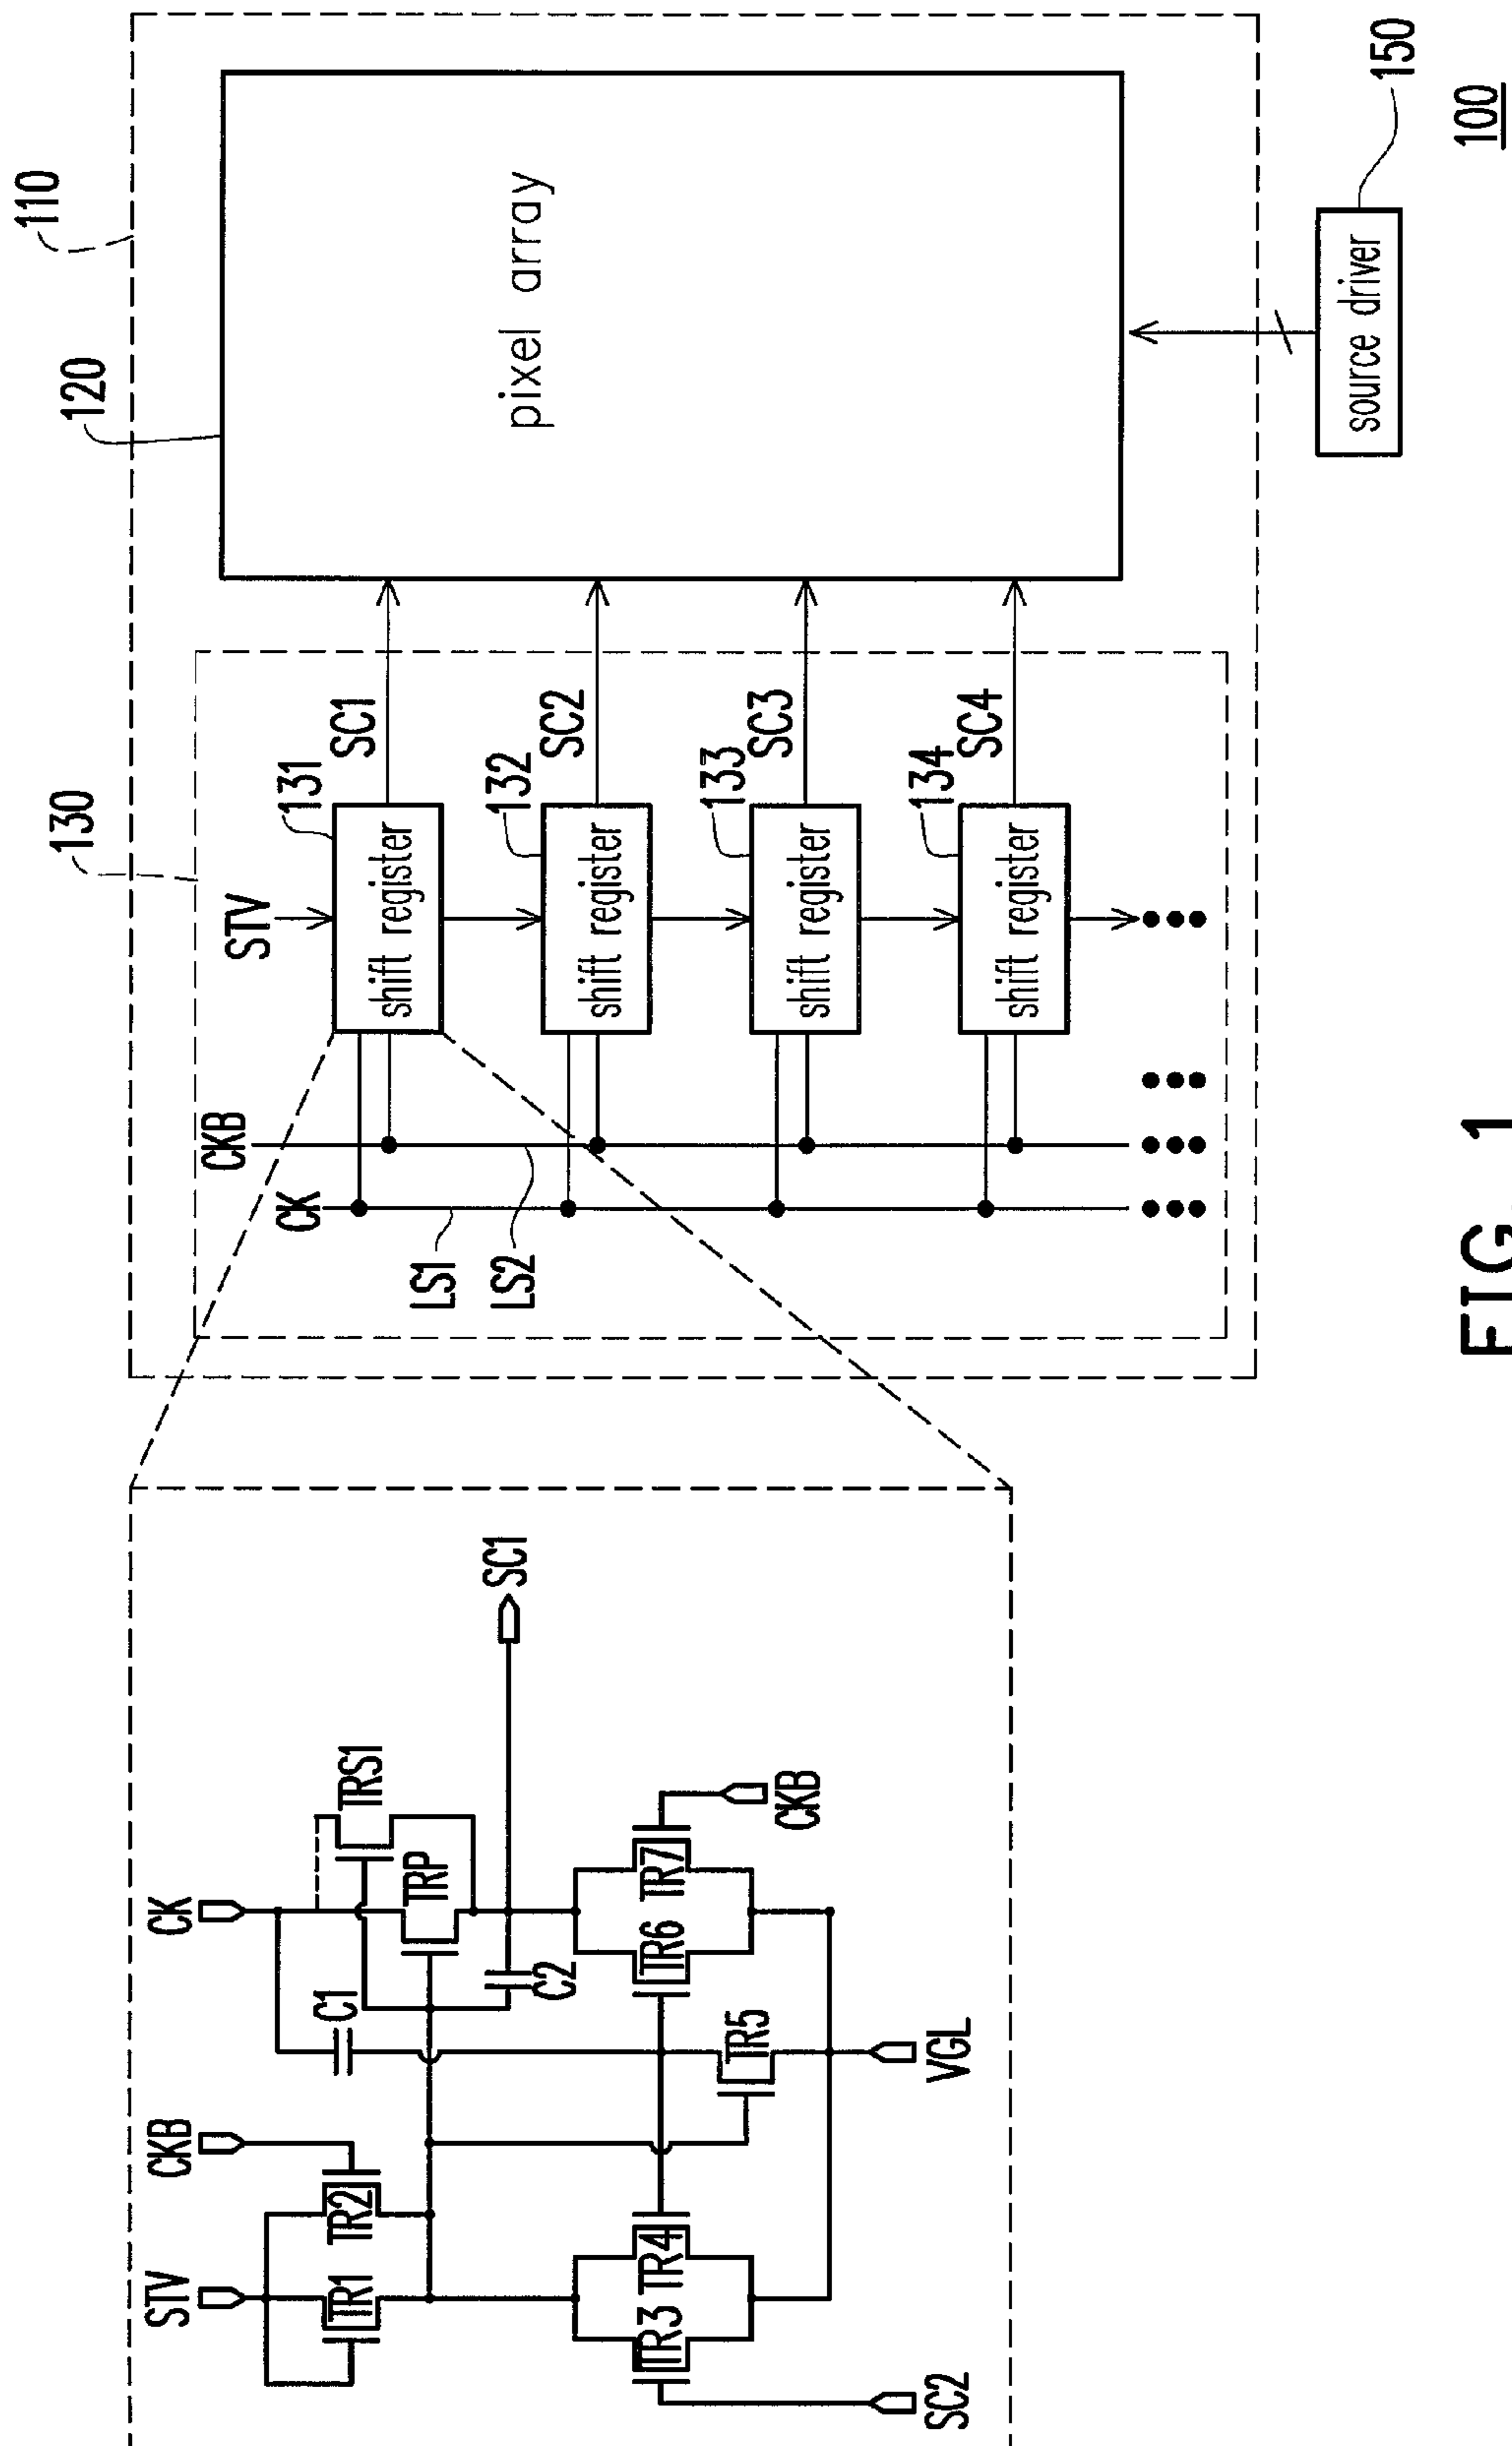 STV
CKB
CK
TR1
TR2
C1
TRS1
TRP
C2
SC1
TR3
TR4
TR5
TR6
TR7
CKB
SC2
VGL
110
120
130
CK
CKB
STV
LS1
LS2
131
shift register
SC1
132
shift register
SC2
133
shift register
SC3
134
shift register
SC4
pixel array
source driver
150
100
FIG. 1